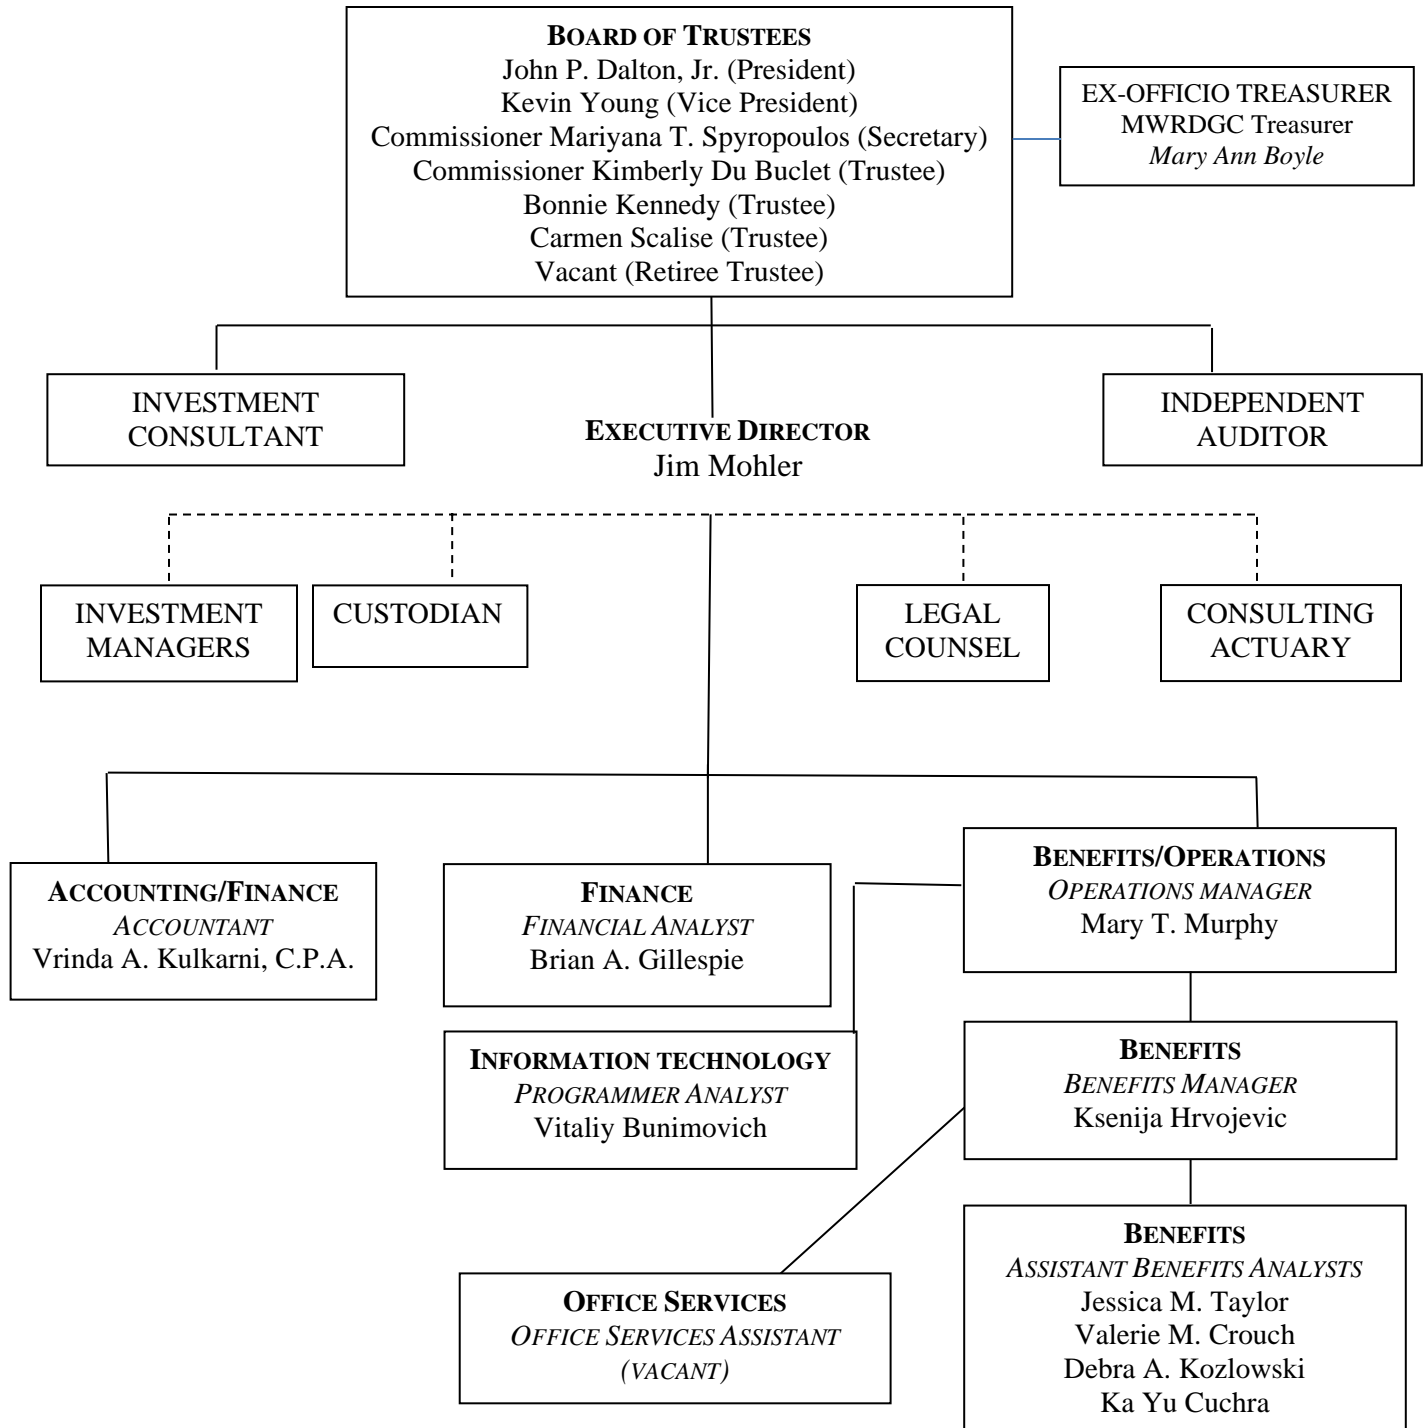 BOARD OF TRUSTEES
John P. Dalton, Jr. (President)
Kevin Young (Vice President)
Commissioner Mariyana T. Spyropoulos (Secretary)
Commissioner Kimberly Du Buclet (Trustee)
Bonnie Kennedy (Trustee)
Carmen Scalise (Trustee)
Vacant (Retiree Trustee)
EX-OFFICIO TREASURER
MWRDGC Treasurer
Mary Ann Boyle
INVESTMENT
CONSULTANT
EXECUTIVE DIRECTOR
Jim Mohler
INDEPENDENT
AUDITOR
INVESTMENT
MANAGERS
CUSTODIAN
LEGAL
COUNSEL
CONSULTING
ACTUARY
ACCOUNTING/FINANCE
ACCOUNTANT
Vrinda A. Kulkarni, C.P.A.
FINANCE
FINANCIAL ANALYST
Brian A. Gillespie
BENEFITS/OPERATIONS
OPERATIONS MANAGER
Mary T. Murphy
INFORMATION TECHNOLOGY
PROGRAMMER ANALYST
Vitaliy Bunimovich
BENEFITS
BENEFITS MANAGER
Ksenija Hrvojevic
OFFICE SERVICES
OFFICE SERVICES ASSISTANT
(VACANT)
BENEFITS
ASSISTANT BENEFITS ANALYSTS
Jessica M. Taylor
Valerie M. Crouch
Debra A. Kozlowski
Ka Yu Cuchra